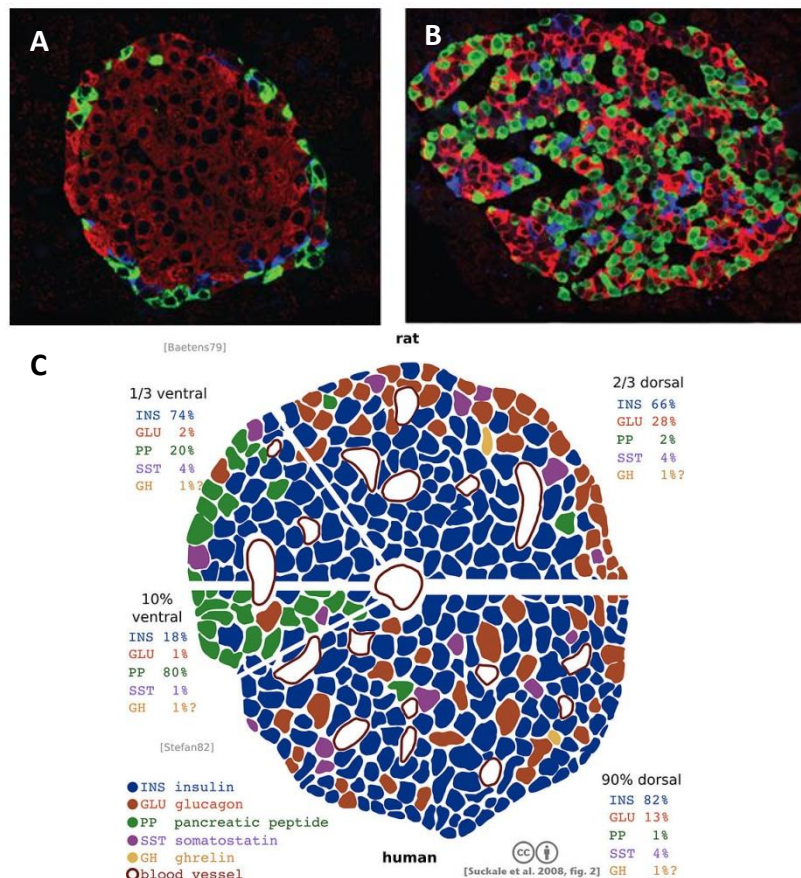 A
B
[Baetens79]
rat
C
1/3 ventral
INS 74%
GLU 2%
PP 20%
SST 4%
GH 1%?
2/3 dorsal
INS 66%
GLU 28%
PP 2%
SST 4%
GH 1%?
10%
ventral
INS 18%
GLU 1%
PP 80%
SST 1%
GH 1%?
[Stefan82]
INS insulin
GLU glucagon
PP pancreatic peptide
SST somatostatin
GH ghrelin
blood vessel
human
cc
[Suckale et al. 2008, fig. 2]
90% dorsal
INS 82%
GLU 13%
PP 1%
SST 4%
GH 1%?